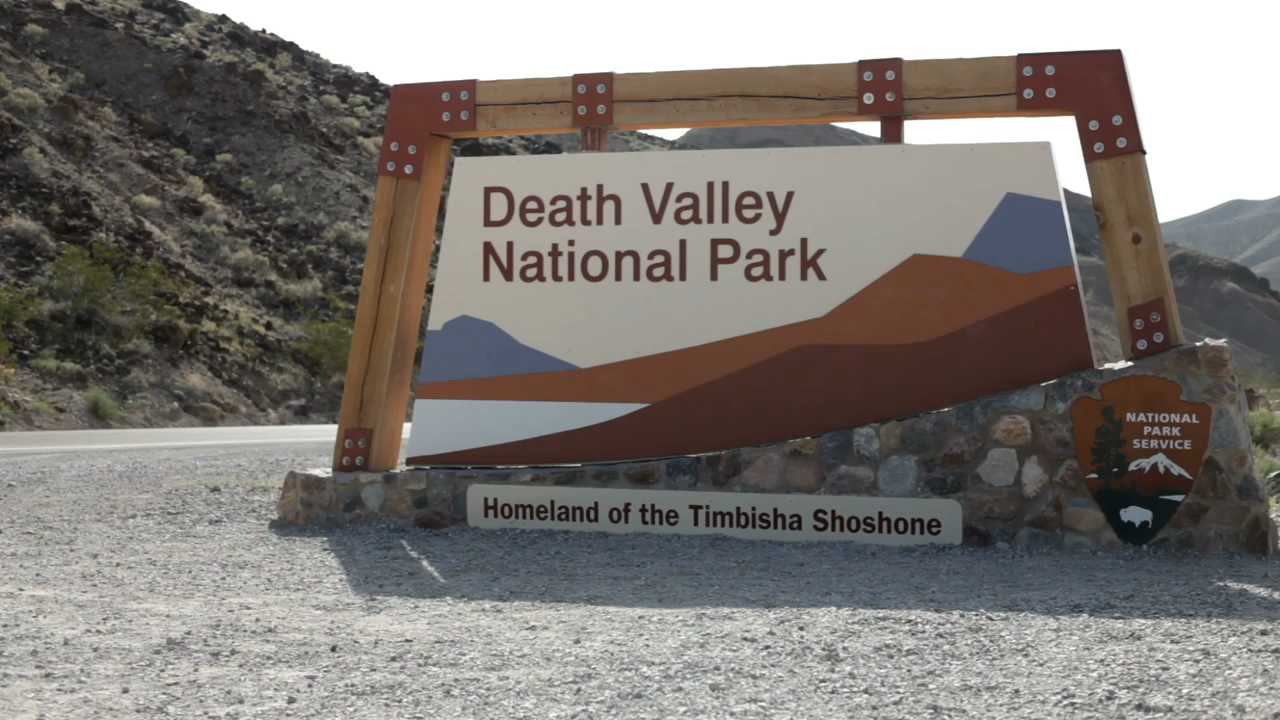 Death Valley
National Park
NATIONAL
PARK
SERVICE
Homeland of the Timbisha Shoshone